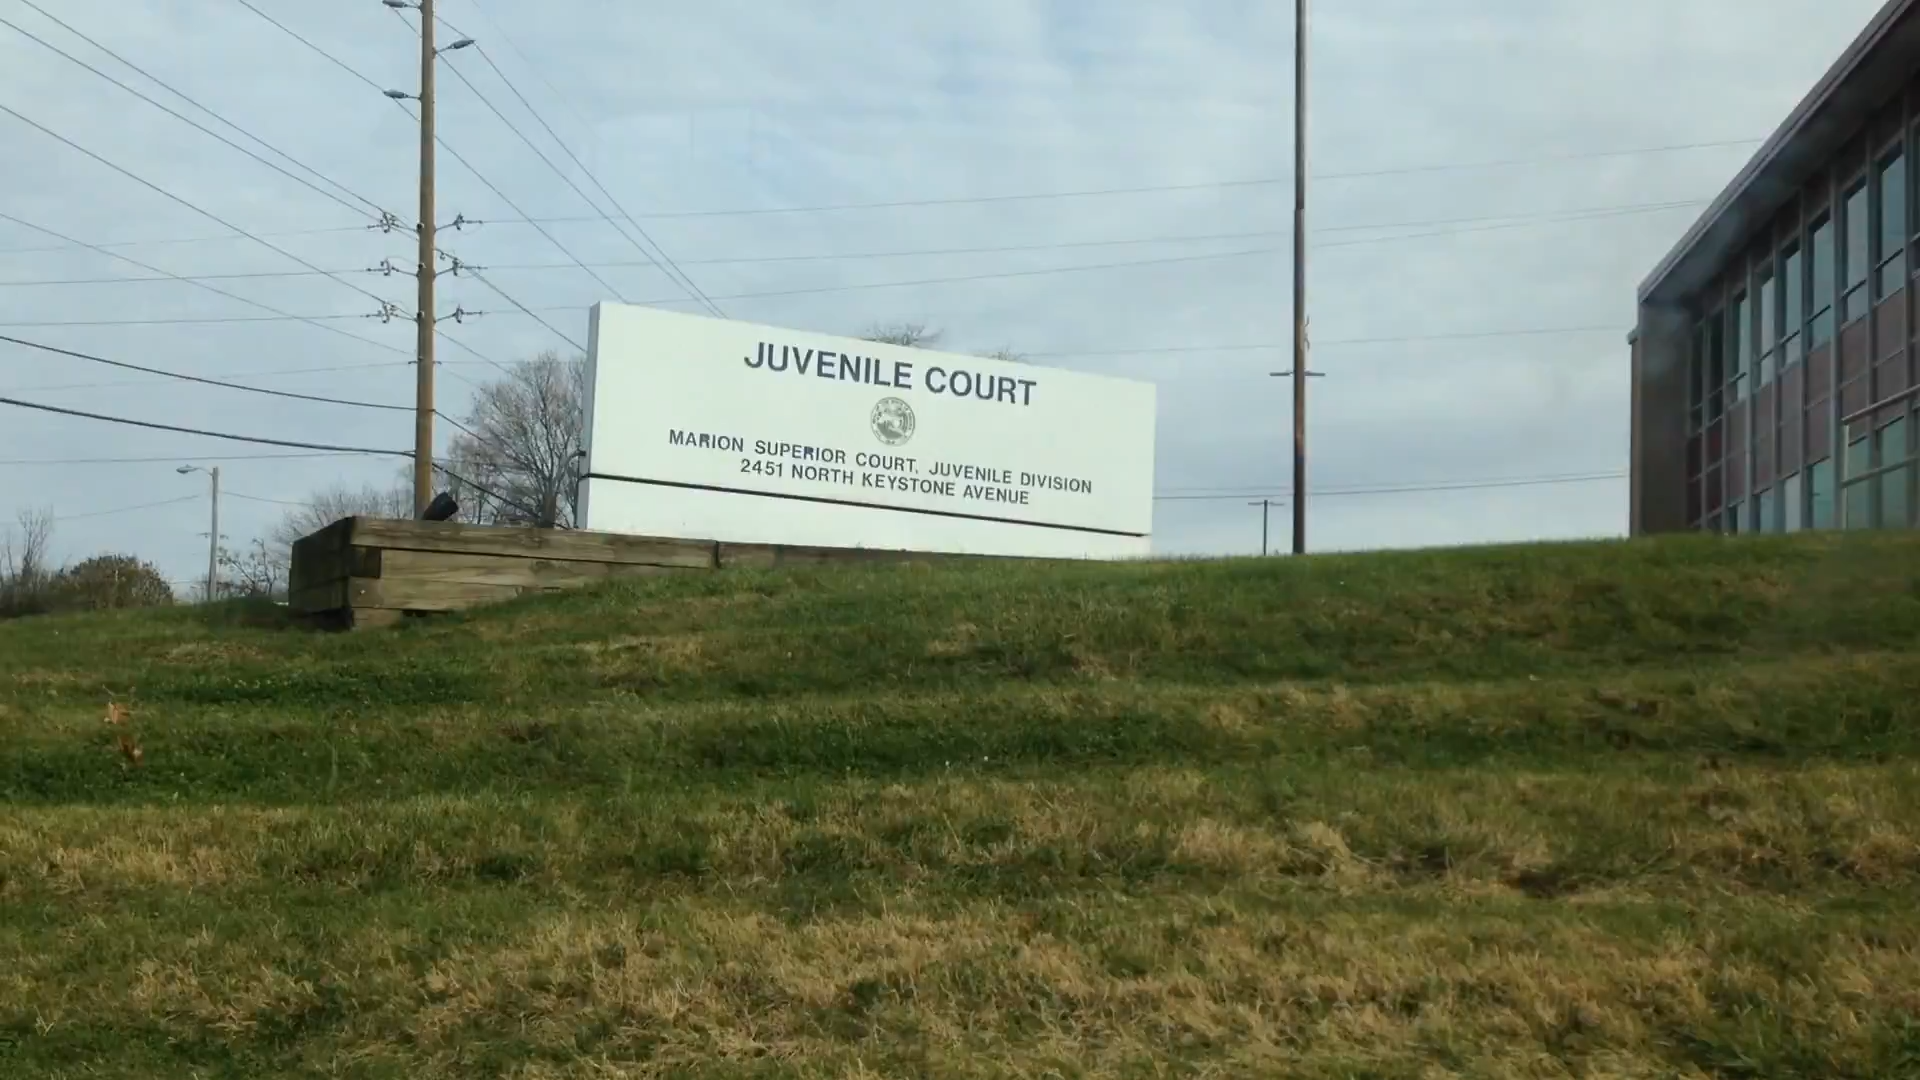 JUVENILE COURT
MARION SUPERIOR COURT, JUVENILE DIVISION
2451 NORTH KEYSTONE AVENUE